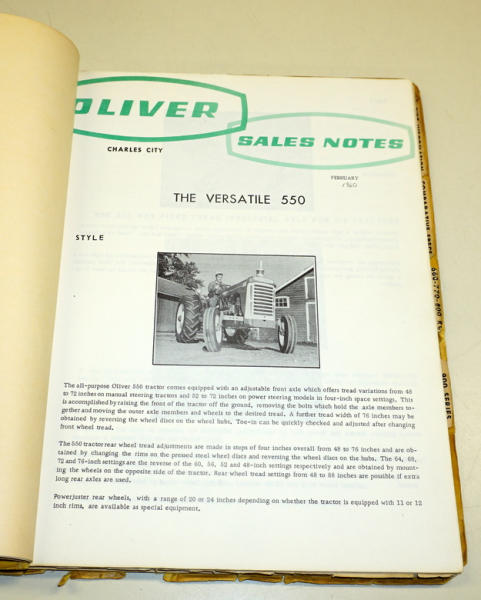 OLIVER
SALES NOTES
CHARLES CITY
FEBRUARY
1960
THE VERSATILE 550
STYLE
The all-purpose Oliver 550 tractor comes equipped with an adjustable front axle which offers tread variations from 48
to 72 inches on manual steering tractors and 52 to 72 inches on power steering models in four-inch space settings. This
is accomplished by raising the front of the tractor off the ground, removing the bolts which hold the axle members to-
gether and moving the outer axle members and wheels to the desired tread. A further tread width of 76 inches may be
obtained by reversing the wheel discs on the wheel hubs. Toe-in can be quickly checked and adjusted after changing
front wheel tread.
The 550 tractor rear wheel tread adjustments are made in steps of four inches overall from 48 to 76 inches and are ob-
tained by changing the rims on the pressed steel wheel discs and reversing the wheel discs on the hubs. The 64, 68,
72 and 76-inch settings are the reverse of the 60, 56, 52 and 48-inch settings respectively and are obtained by mount-
ing the wheels on the opposite side of the tractor. Rear wheel tread settings from 48 to 88 inches are possible if extra
long rear axles are used.
Powerjuster rear wheels, with a range of 20 or 24 inches depending on whether the tractor is equipped with 11 or 12
inch rims, are available as special equipment.